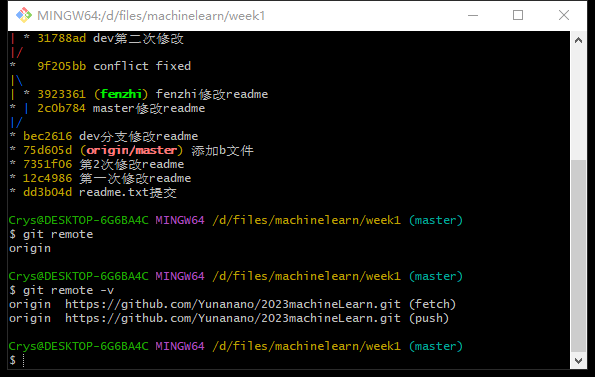 MINGW64:/d/files/machinelearn/week1
| * 31788ad dev第二次修改
|/
*   9f205bb conflict fixed
|\
| * 3923361 (fenzhi) fenzhi修改readme
* | 2c0b784 master修改readme
|/
* bec2616 dev分支修改readme
* 75d605d (origin/master) 添加b文件
* 7351f06 第2次修改readme
* 12c4986 第一次修改readme
* dd3b04d readme.txt提交
Crys@DESKTOP-6G6BA4C MINGW64 /d/files/machinelearn/week1 (master)
$ git remote
origin
Crys@DESKTOP-6G6BA4C MINGW64 /d/files/machinelearn/week1 (master)
$ git remote -v
origin  https://github.com/Yunanano/2023machineLearn.git (fetch)
origin  https://github.com/Yunanano/2023machineLearn.git (push)
Crys@DESKTOP-6G6BA4C MINGW64 /d/files/machinelearn/week1 (master)
$